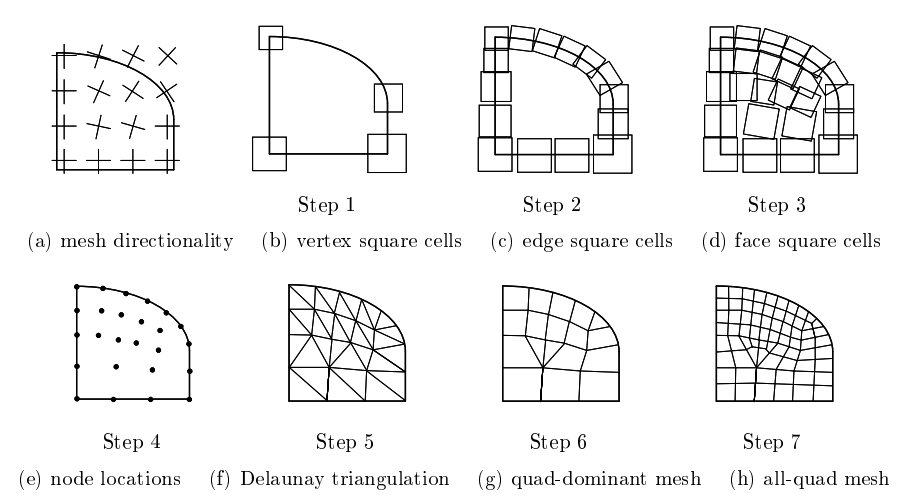 Step 1 Step 2 Step 3
(a) mesh directionality (b) vertex square cells (c) edge square cells (d) face square cells
Step 4 Step 5 Step 6 Step 7
(e) node locations (f) Delaunay triangulation (g) quad-dominant mesh (h) all-quad mesh